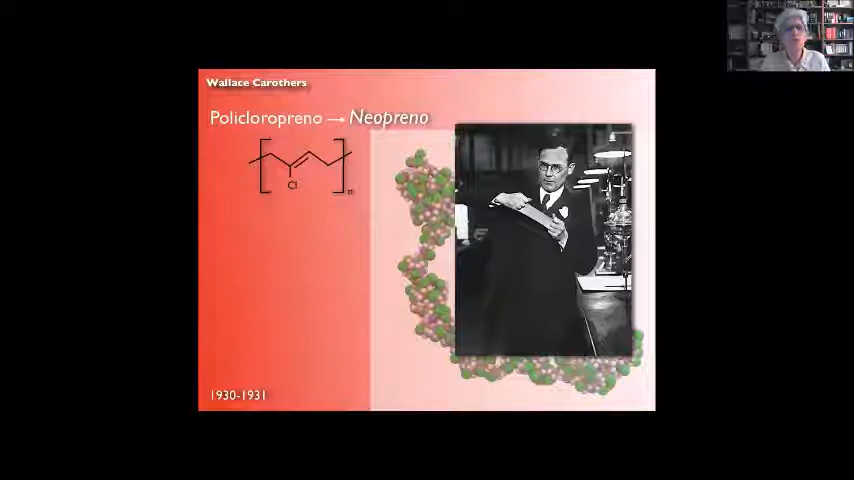 Wallace Carothers
Policloropreno → Neopreno
Cl
n
1930-1931